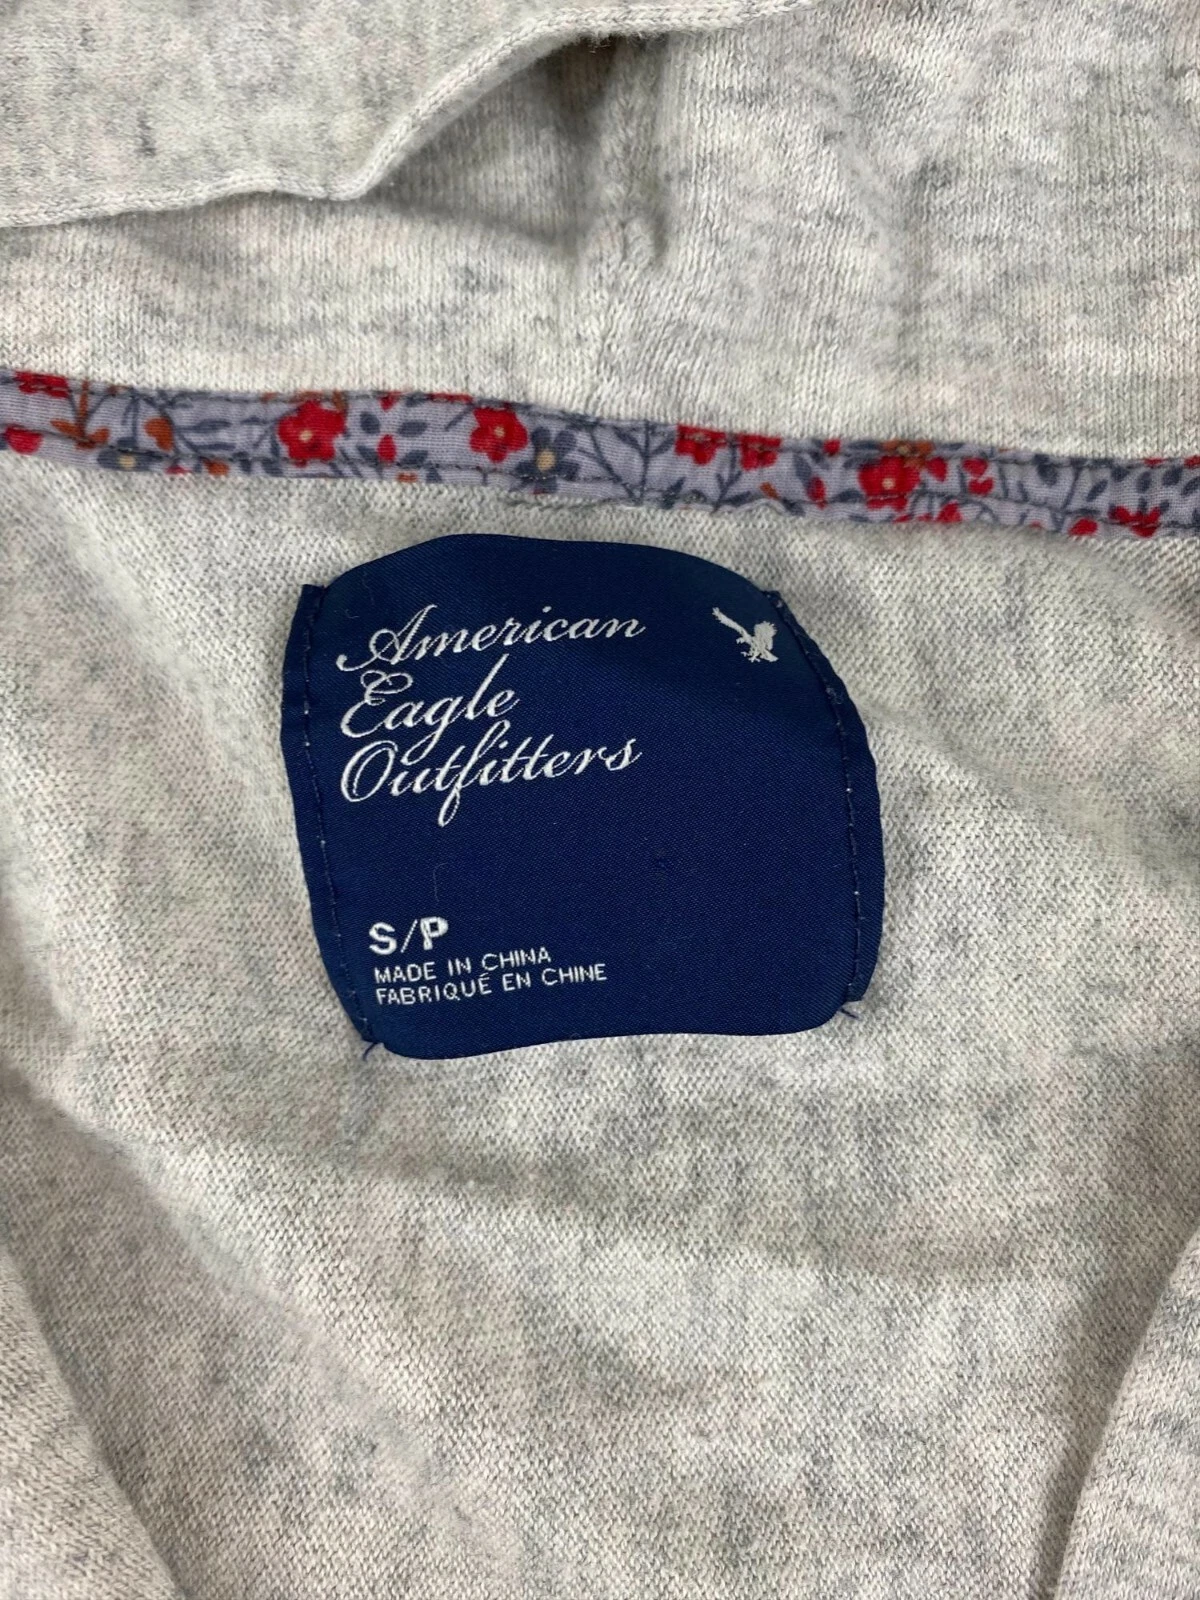 American
Eagle
Outfitters
S/P
MADE IN CHINA
FABRIQUÉ EN CHINE